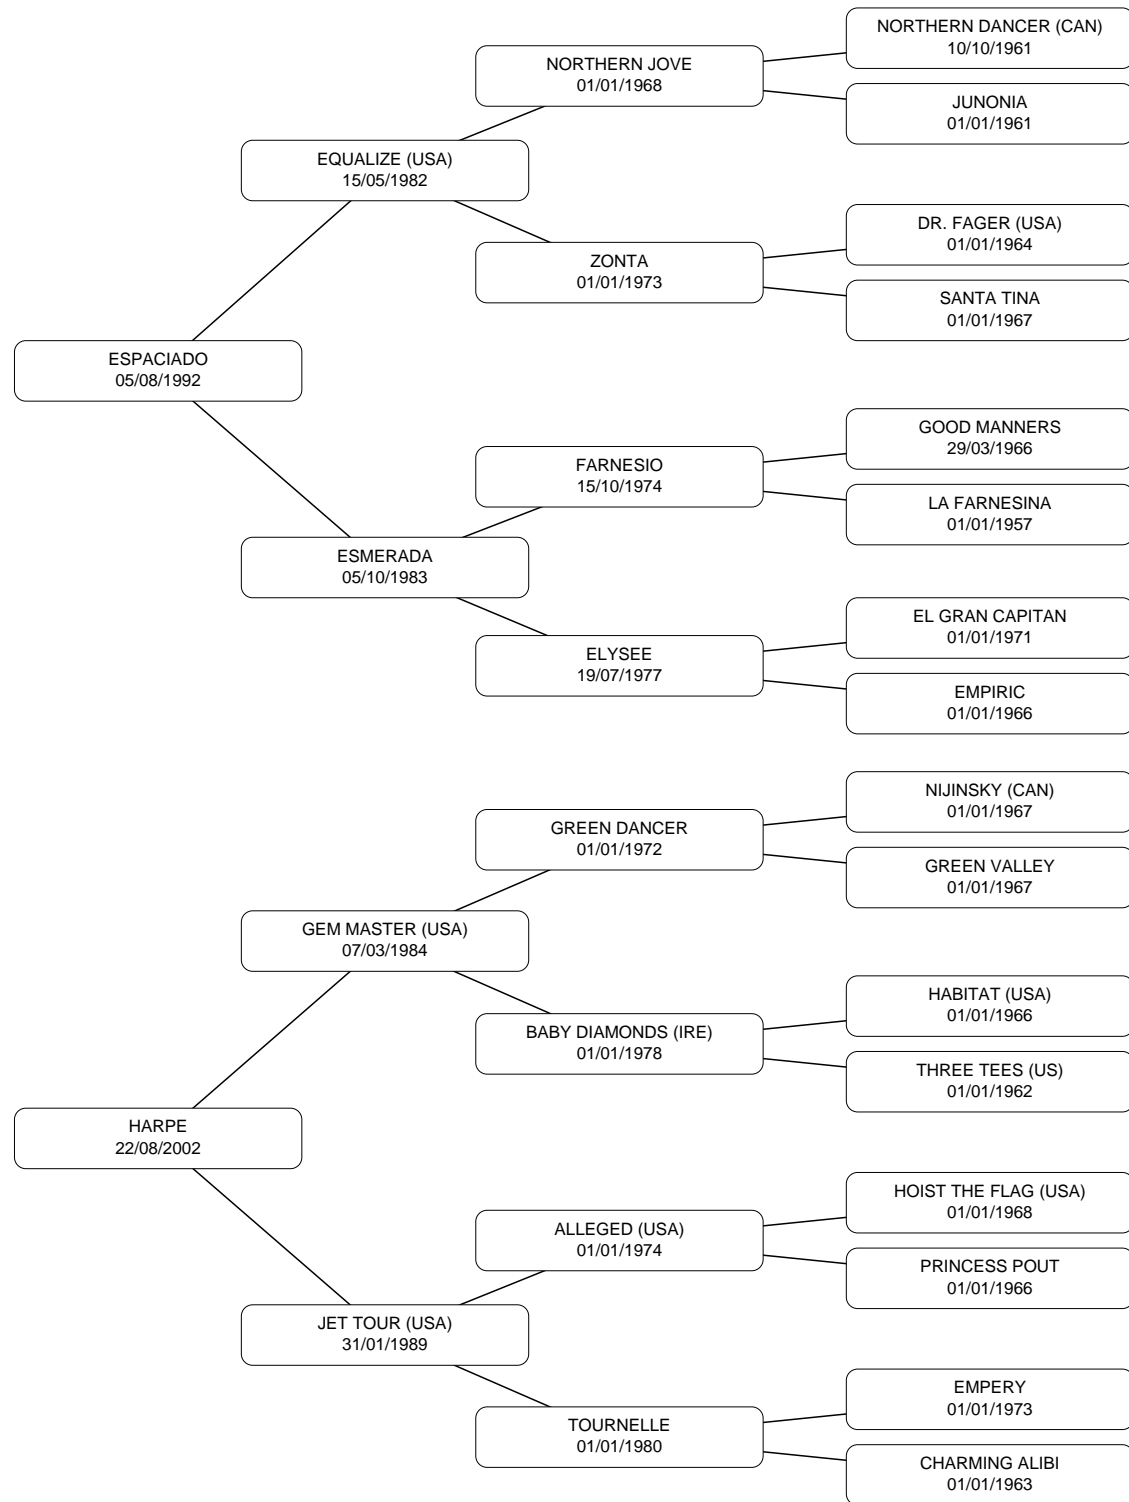 NORTHERN DANCER (CAN)
10/10/1961
NORTHERN JOVE
01/01/1968
JUNONIA
01/01/1961
EQUALIZE (USA)
15/05/1982
DR. FAGER (USA)
01/01/1964
ZONTA
01/01/1973
SANTA TINA
01/01/1967
ESPACIADO
05/08/1992
GOOD MANNERS
29/03/1966
FARNESIO
15/10/1974
LA FARNESINA
01/01/1957
ESMERADA
05/10/1983
EL GRAN CAPITAN
01/01/1971
ELYSEE
19/07/1977
EMPIRIC
01/01/1966
NIJINSKY (CAN)
01/01/1967
GREEN DANCER
01/01/1972
GREEN VALLEY
01/01/1967
GEM MASTER (USA)
07/03/1984
HABITAT (USA)
01/01/1966
BABY DIAMONDS (IRE)
01/01/1978
THREE TEES (US)
01/01/1962
HARPE
22/08/2002
HOIST THE FLAG (USA)
01/01/1968
ALLEGED (USA)
01/01/1974
PRINCESS POUT
01/01/1966
JET TOUR (USA)
31/01/1989
EMPERY
01/01/1973
TOURNELLE
01/01/1980
CHARMING ALIBI
01/01/1963